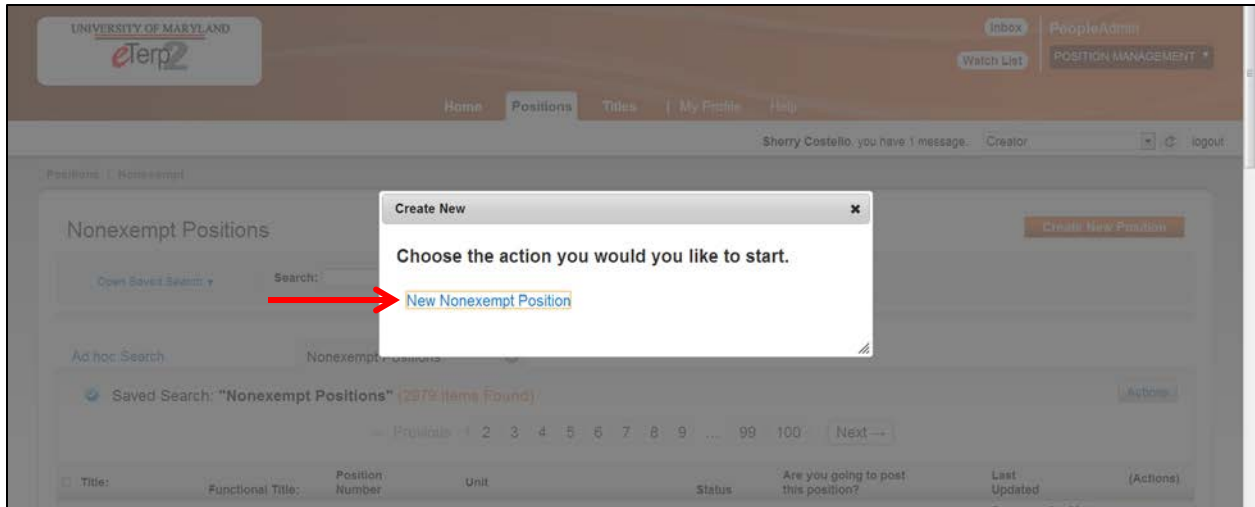 UNIVERSITY OF MARYLAND
eTerp2
Inbox
PeopleAdmin
Watch List
POSITION MANAGEMENT
Home Positions Titles | My Profile Help
Sherry Costello, you have 1 message. Creator logout
Positions / Nonexempt
Create New
Nonexempt Positions
Create New Position
Choose the action you would you like to start.
Open Saved Search
Search:
New Nonexempt Position
Ad hoc Search
Nonexempt Positions
Saved Search: "Nonexempt Positions" (2979 Items Found)
Actions
← Previous 1 2 3 4 5 6 7 8 9 ... 99 100 Next →
Title: Functional Title: Position Number Unit Status Are you going to post this position? Last Updated (Actions)